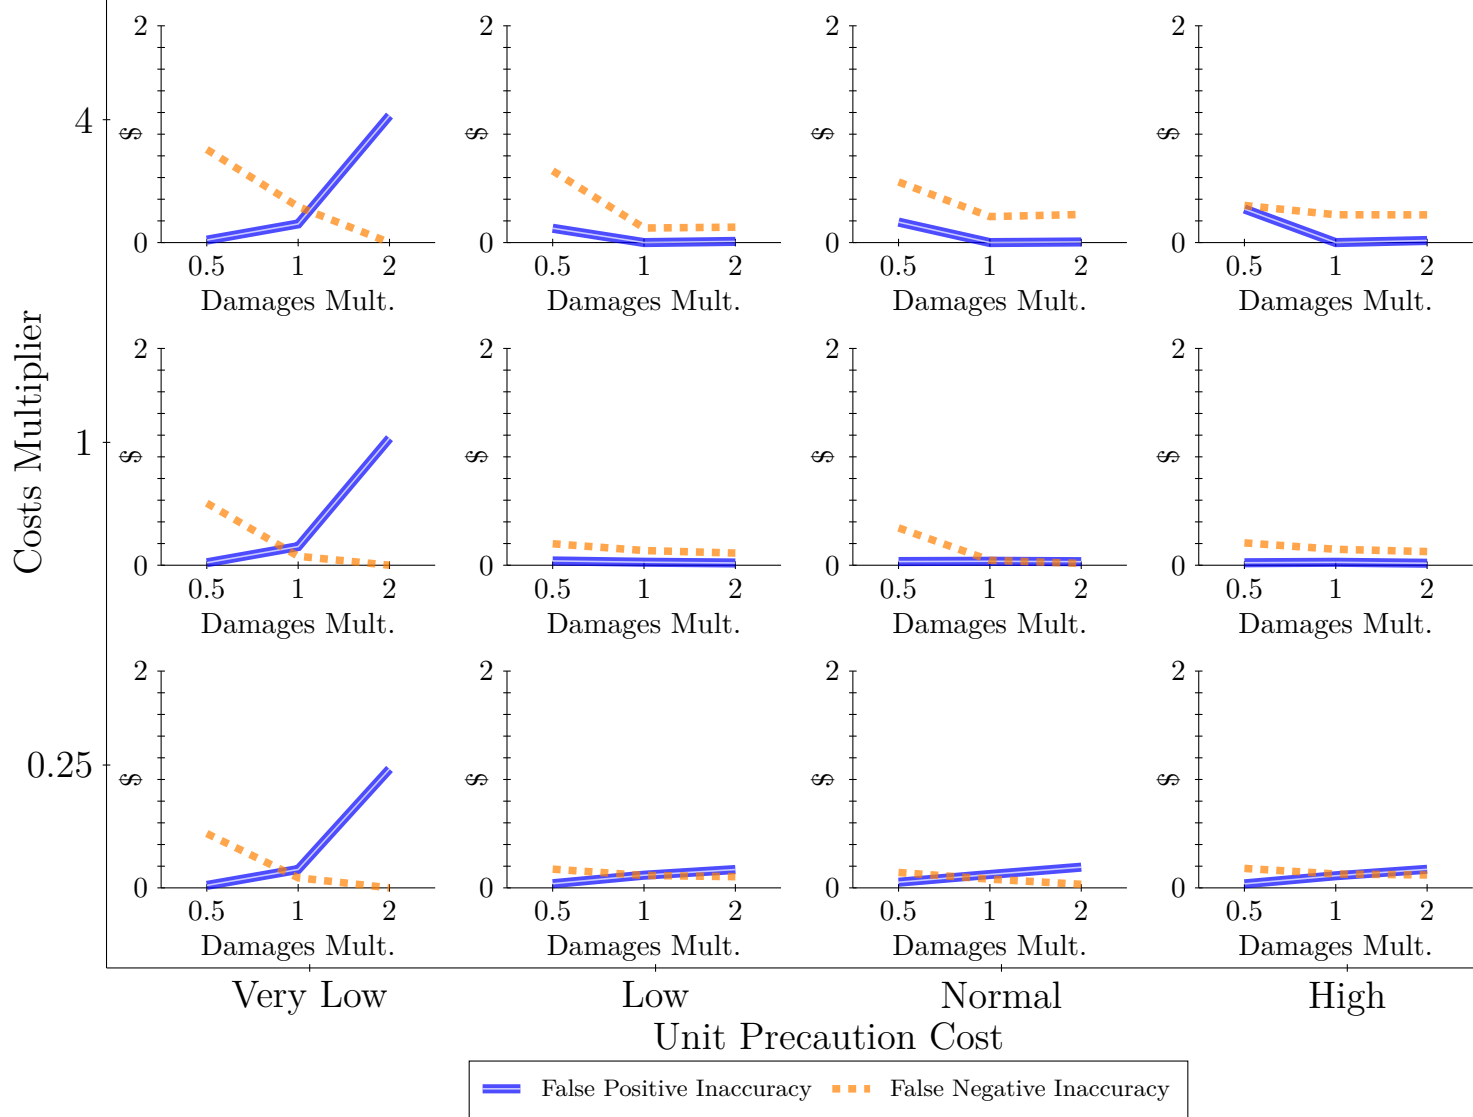 2 2 2 2
4 $ $ $ $
0 0 0 0
0.5 1 2 0.5 1 2 0.5 1 2 0.5 1 2
Damages Mult. Damages Mult. Damages Mult. Damages Mult.
Costs Multiplier
2 2 2 2
1 $ $ $ $
0 0 0 0
0.5 1 2 0.5 1 2 0.5 1 2 0.5 1 2
Damages Mult. Damages Mult. Damages Mult. Damages Mult.
2 2 2 2
0.25 $ $ $ $
0 0 0 0
0.5 1 2 0.5 1 2 0.5 1 2 0.5 1 2
Damages Mult. Damages Mult. Damages Mult. Damages Mult.
Very Low Low Normal High
Unit Precaution Cost
False Positive Inaccuracy False Negative Inaccuracy